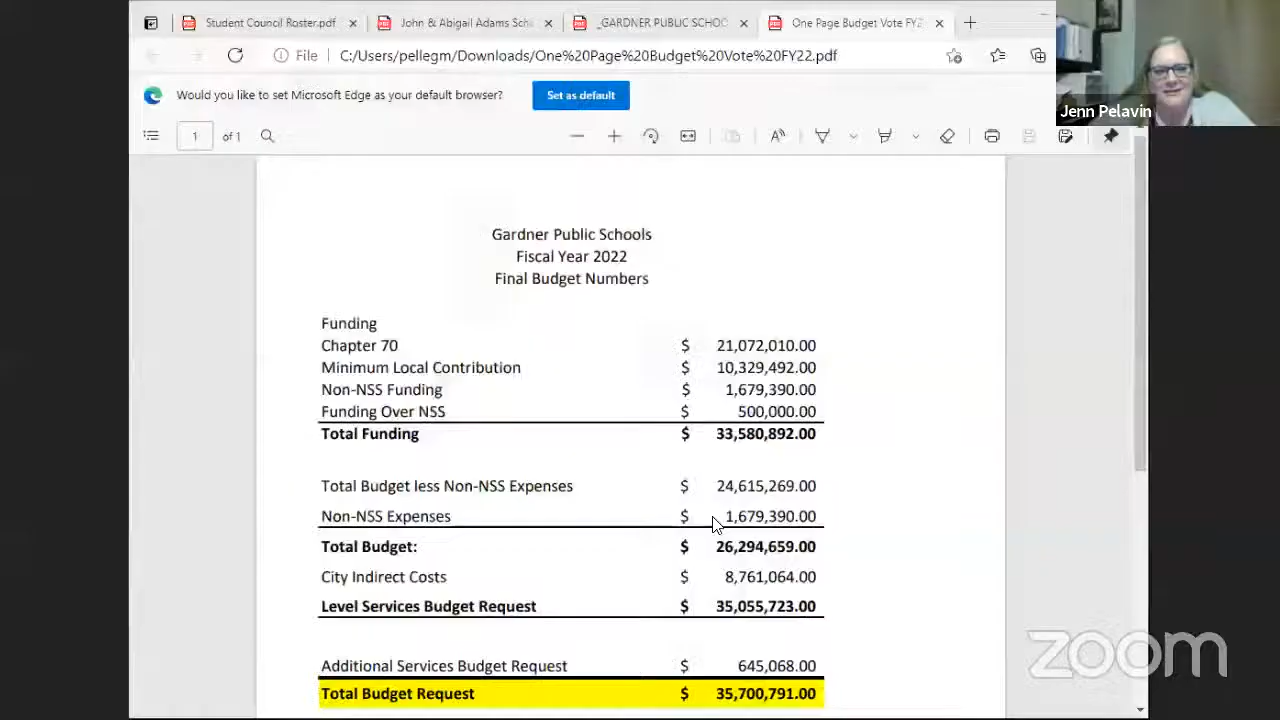 Student Council Roster.pdf
John & Abigail Adams Sch
_GARDNER PUBLIC SCHOO
One Page Budget Vote FY2
File
C:/Users/pellegm/Downloads/One%20Page%20Budget%20Vote%20FY22.pdf
Would you like to set Microsoft Edge as your default browser?
Set as default
Jenn Pelavin
1 of 1
Gardner Public Schools
Fiscal Year 2022
Final Budget Numbers
Funding
Chapter 70 $ 21,072,010.00
Minimum Local Contribution $ 10,329,492.00
Non-NSS Funding $ 1,679,390.00
Funding Over NSS $ 500,000.00
Total Funding $ 33,580,892.00
Total Budget less Non-NSS Expenses $ 24,615,269.00
Non-NSS Expenses $ 1,679,390.00
Total Budget: $ 26,294,659.00
City Indirect Costs $ 8,761,064.00
Level Services Budget Request $ 35,055,723.00
Additional Services Budget Request $ 645,068.00
Total Budget Request $ 35,700,791.00
zoom